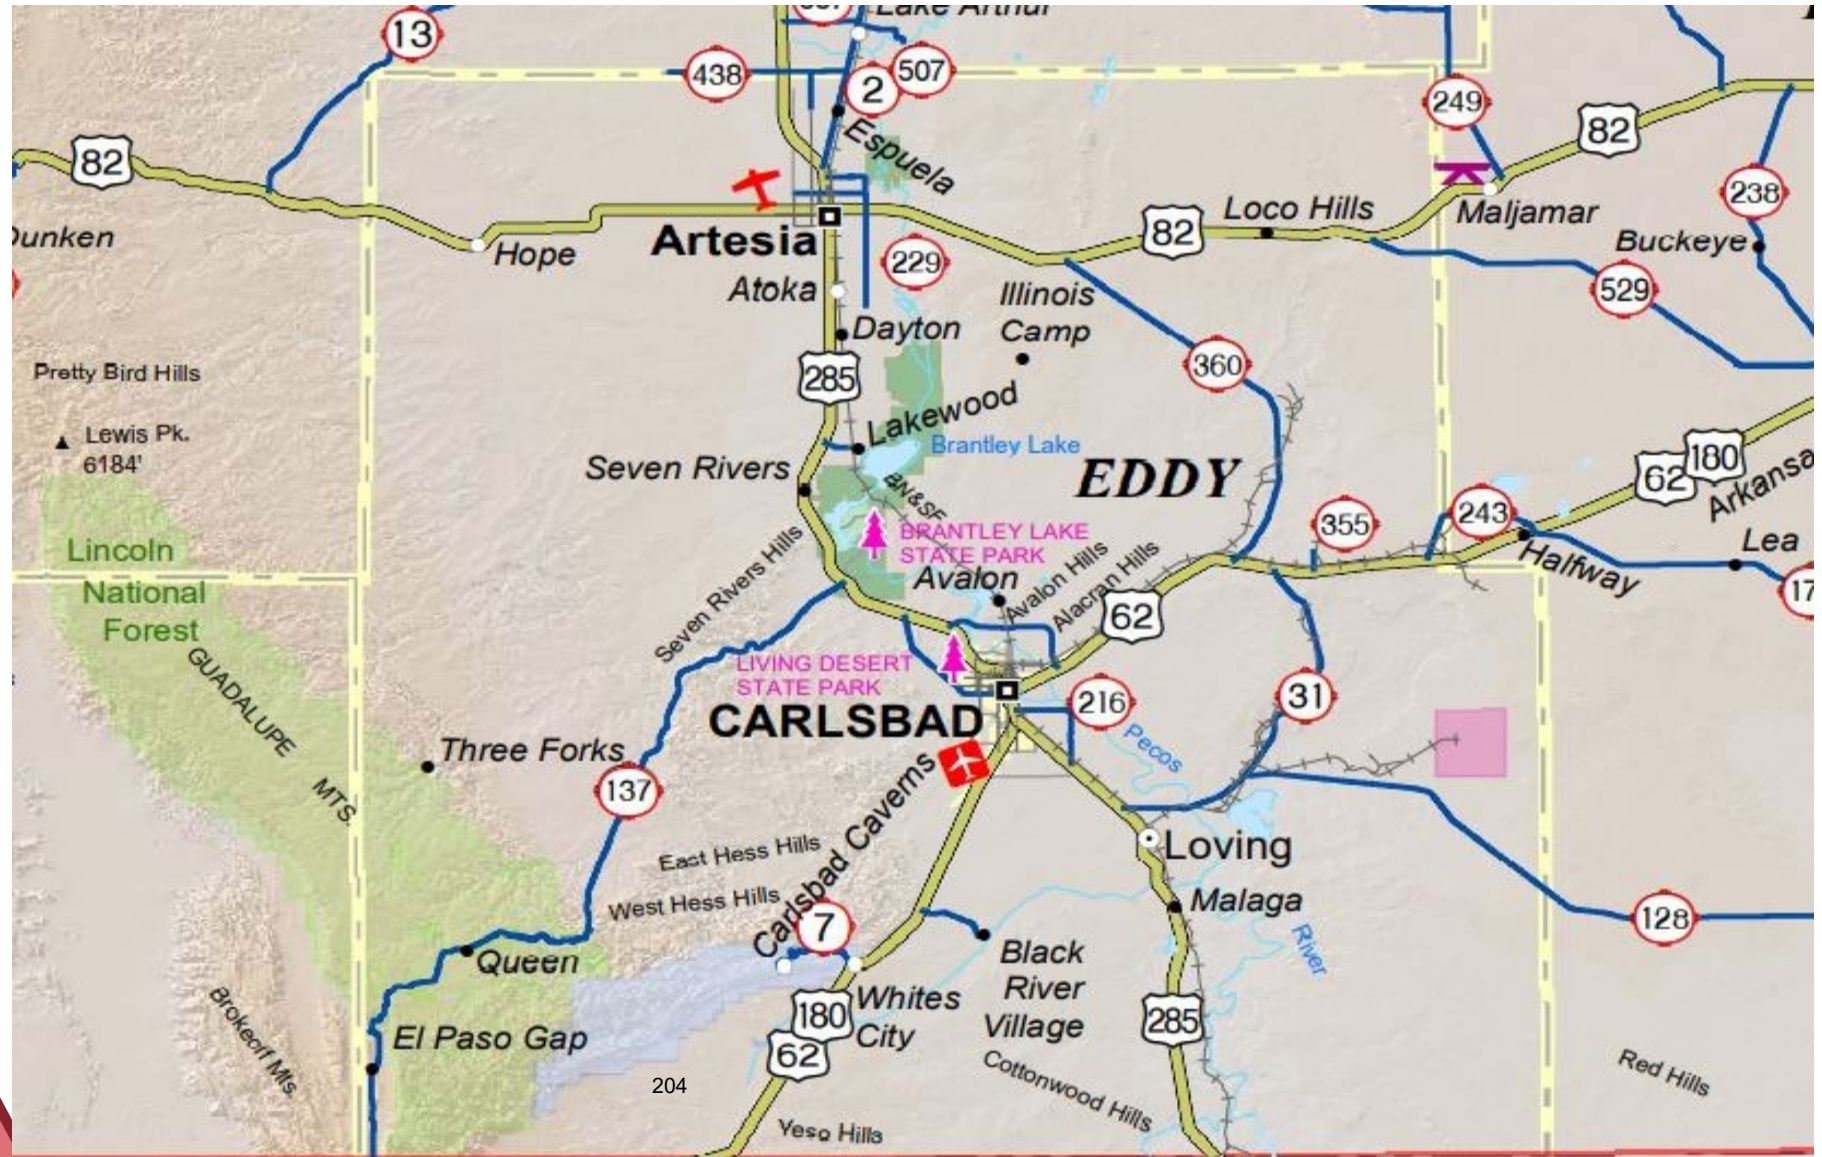 Lake Arthur
13
438
507
2
249
82
82
Espuela
238
Loco Hills
Maljamar
82
Buckeye
Hope
Artesia
229
Atoka
Illinois
Camp
529
Dayton
360
285
Pretty Bird Hills
Lakewood
Lewis Pk.
6184'
Brantley Lake
Seven Rivers
EDDY
180
62
BN&SF
243
355
BRANTLEY LAKE
STATE PARK
Lincoln
National
Forest
Avalon
Avalon Hills
Alacran Hills
Lea
Halfway
17
Seven Rivers Hills
62
LIVING DESERT
STATE PARK
GUADALUPE
MTS.
CARLSBAD
216
31
Pecos
River
Three Forks
137
Carlsbad Caverns
East Hess Hills
Loving
West Hess Hills
Malaga
7
128
Queen
Black
River
Village
Whites
City
180
62
285
El Paso Gap
Brokeoff Mts.
Cottonwood Hills
Red Hills
204
Yeso Hills